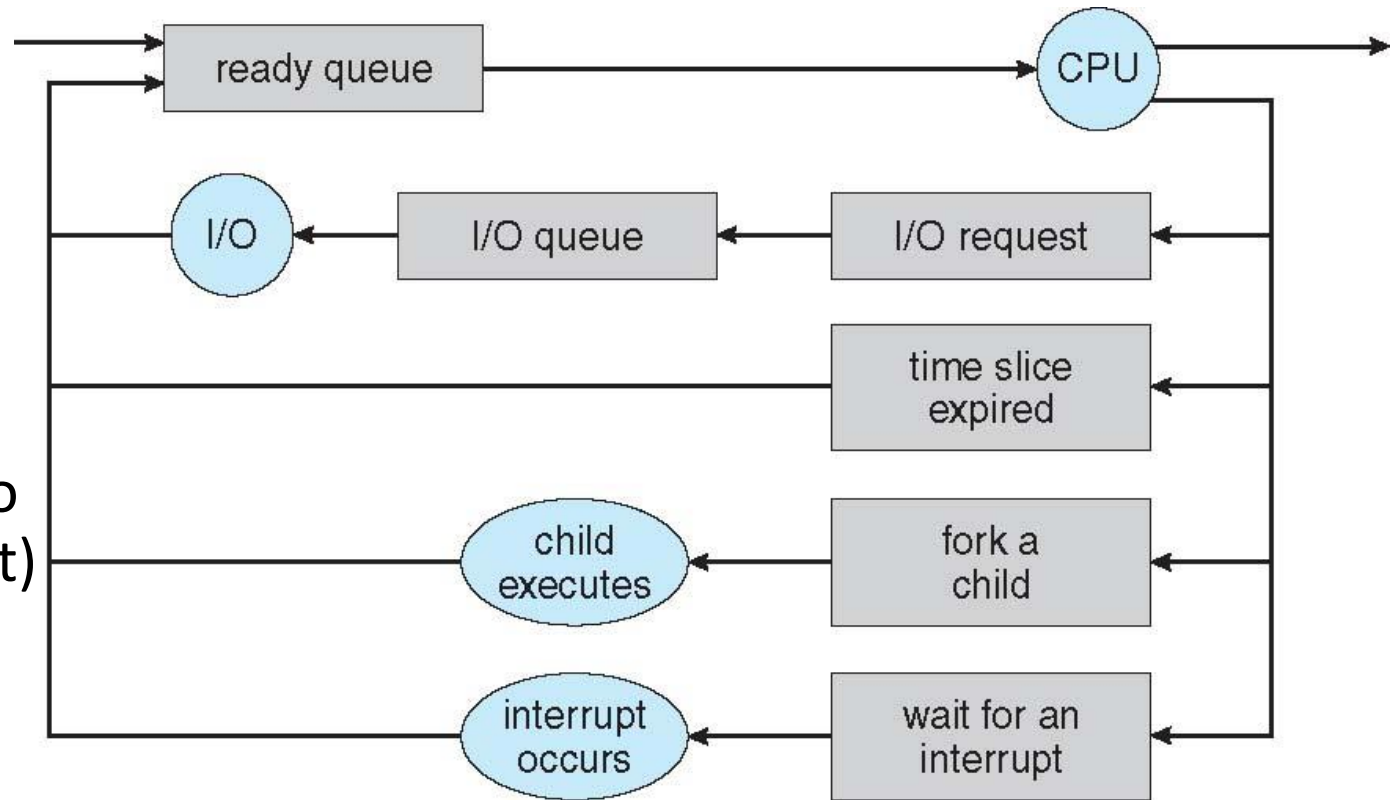 ready queue
CPU
I/O
I/O queue
I/O request
time slice
expired
t)
child
executes
fork a
child
interrupt
occurs
wait for an
interrupt